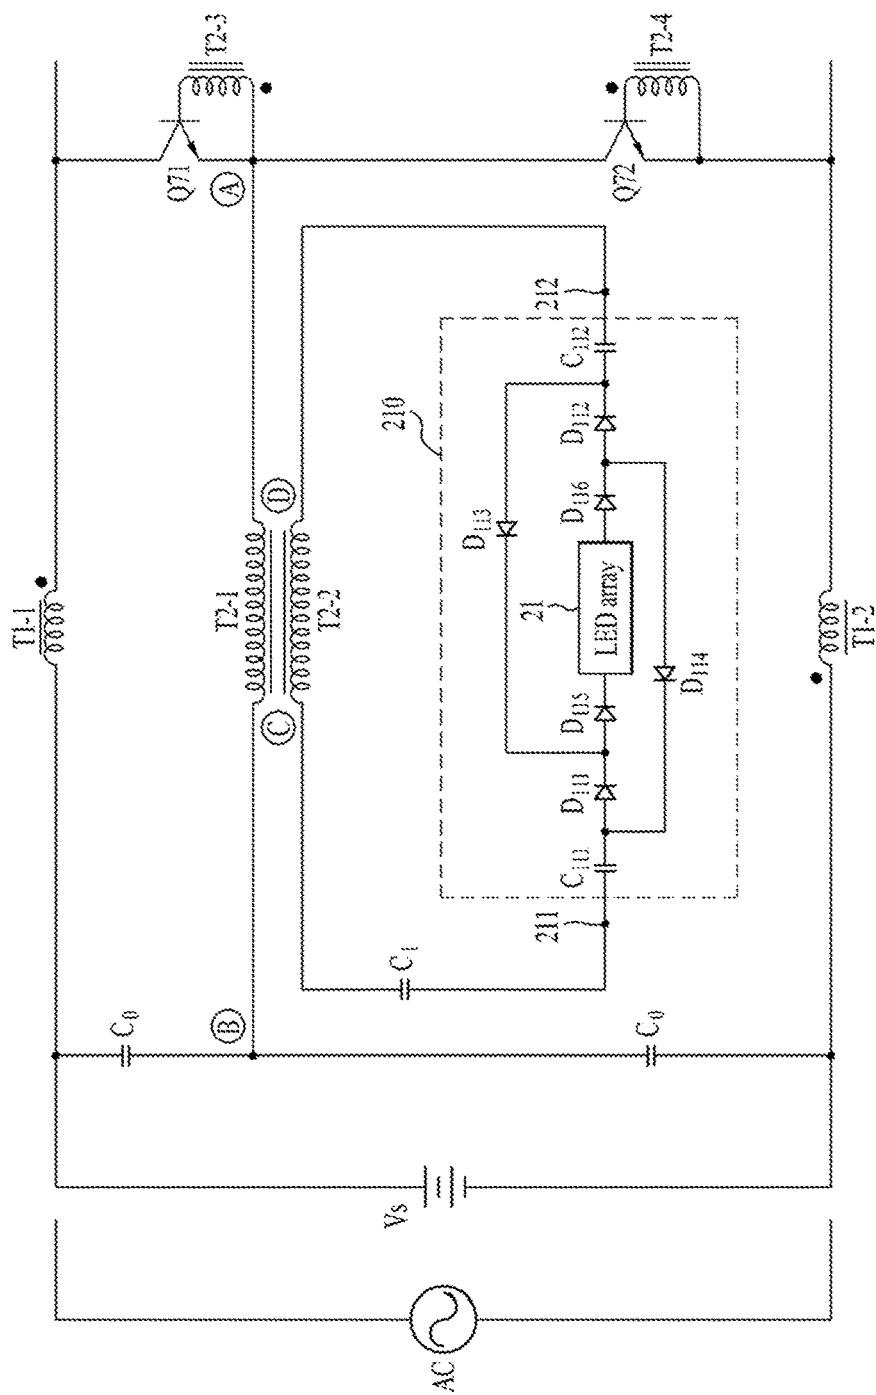 AC
Vs
C0
C0
B
T1-1
T1-2
C
D
T2-1
T2-2
C1
A
Q71
T2-3
Q72
T2-4
210
211
212
C111
D111
D115
21
LED array
D116
D112
C112
D113
D114